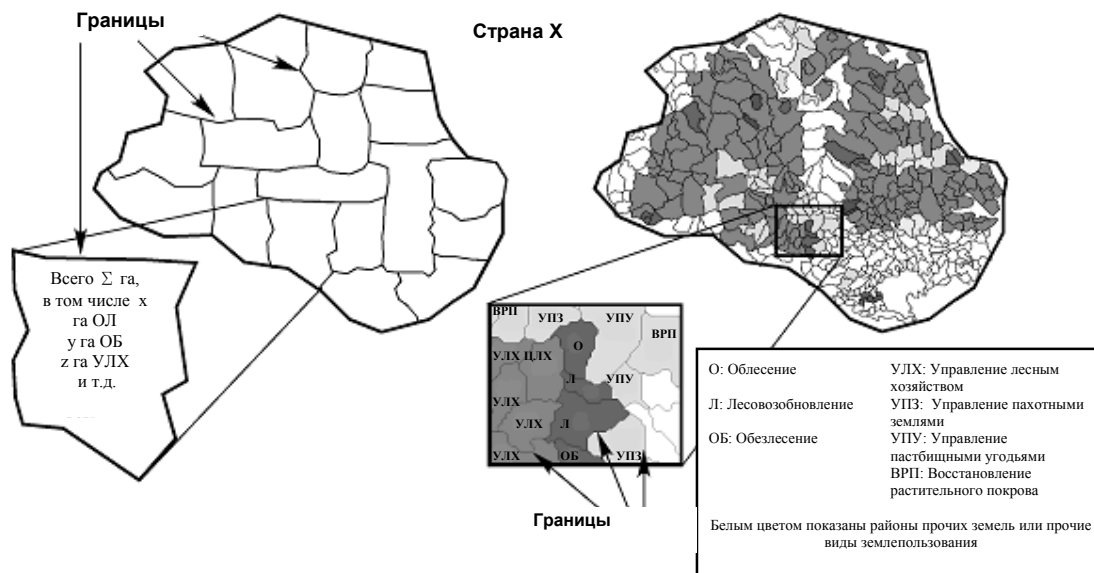 Границы
Страна X
Всего Σ га,
в том числе x
га ОЛ
y га ОБ
z га УЛХ
и т.д.
ВРП
УПЗ
УПУ
ВРП
О
УЛХ
ЦЛХ
Л
УПУ
УЛХ
УЛХ
Л
УЛХ
ОБ
УПЗ
Границы
О: Облесение
УЛХ: Управление лесным
хозяйством
Л: Лесовозобновление
УПЗ: Управление пахотными
землями
ОБ: Обезлесение
УПУ: Управление
пастбищными угодьями
ВРП: Восстановление
растительного покрова
Белым цветом показаны районы прочих земель или прочие
виды землепользования